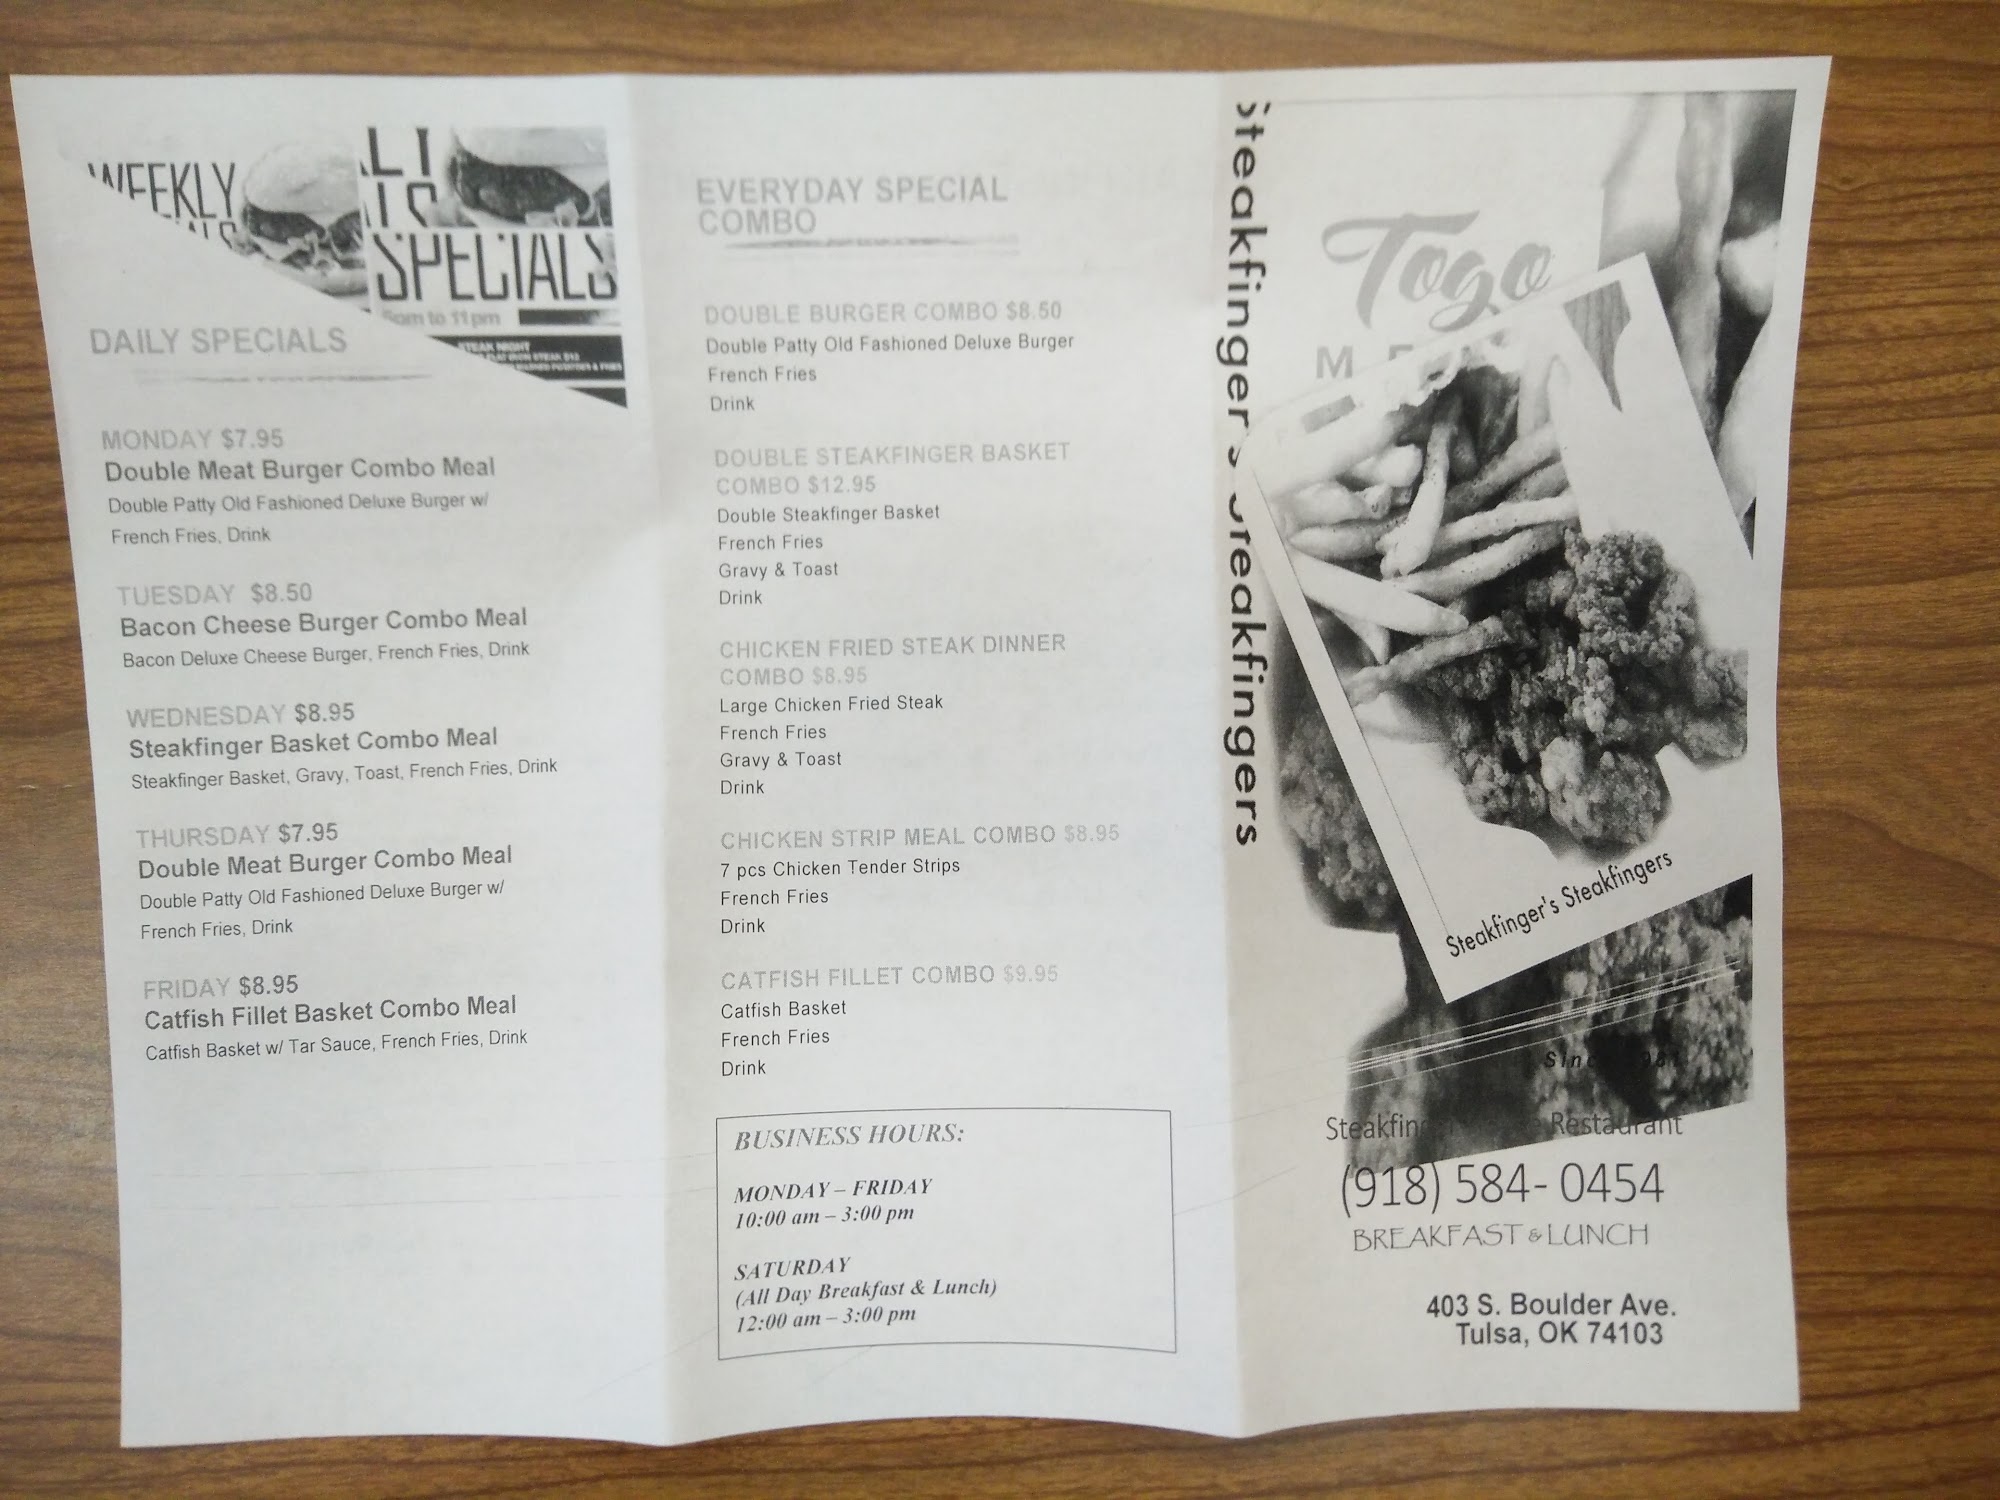 WEEKLY
SPECIALS
5pm to 11pm
STEAK NIGHT
DAILY SPECIALS
MONDAY $7.95
Double Meat Burger Combo Meal
Double Patty Old Fashioned Deluxe Burger w/
French Fries, Drink
TUESDAY $8.50
Bacon Cheese Burger Combo Meal
Bacon Deluxe Cheese Burger, French Fries, Drink
WEDNESDAY $8.95
Steakfinger Basket Combo Meal
Steakfinger Basket, Gravy, Toast, French Fries, Drink
THURSDAY $7.95
Double Meat Burger Combo Meal
Double Patty Old Fashioned Deluxe Burger w/
French Fries, Drink
FRIDAY $8.95
Catfish Fillet Basket Combo Meal
Catfish Basket w/ Tar Sauce, French Fries, Drink
EVERYDAY SPECIAL
COMBO
DOUBLE BURGER COMBO $8.50
Double Patty Old Fashioned Deluxe Burger
French Fries
Drink
DOUBLE STEAKFINGER BASKET
COMBO $12.95
Double Steakfinger Basket
French Fries
Gravy & Toast
Drink
CHICKEN FRIED STEAK DINNER
COMBO $8.95
Large Chicken Fried Steak
French Fries
Gravy & Toast
Drink
CHICKEN STRIP MEAL COMBO $8.95
7 pcs Chicken Tender Strips
French Fries
Drink
CATFISH FILLET COMBO $9.95
Catfish Basket
French Fries
Drink
BUSINESS HOURS:
MONDAY – FRIDAY
10:00 am – 3:00 pm
SATURDAY
(All Day Breakfast & Lunch)
12:00 am – 3:00 pm
Steakfinger's Steakfingers
Togo
Steakfinger's Steakfingers
Restaurant
(918) 584- 0454
BREAKFAST & LUNCH
403 S. Boulder Ave.
Tulsa, OK 74103